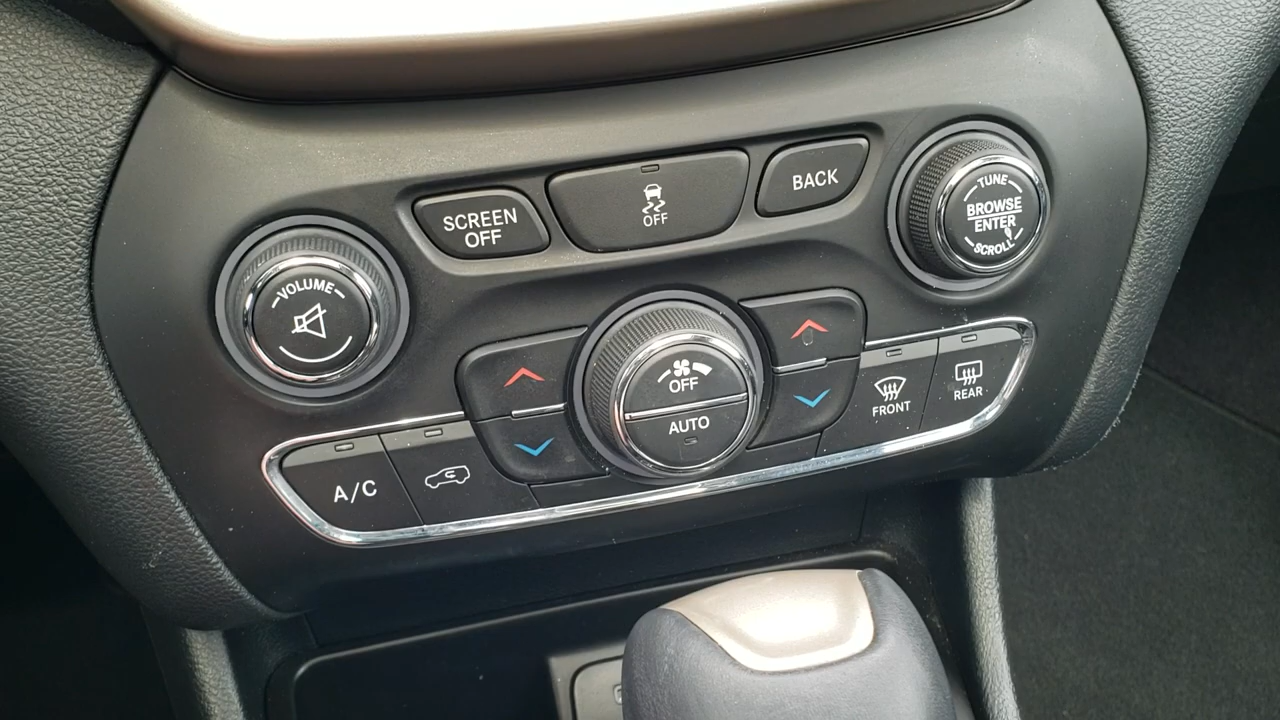 SCREEN
OFF
OFF
BACK
TUNE
BROWSE
ENTER
SCROLL
VOLUME
OFF
AUTO
FRONT
REAR
A/C